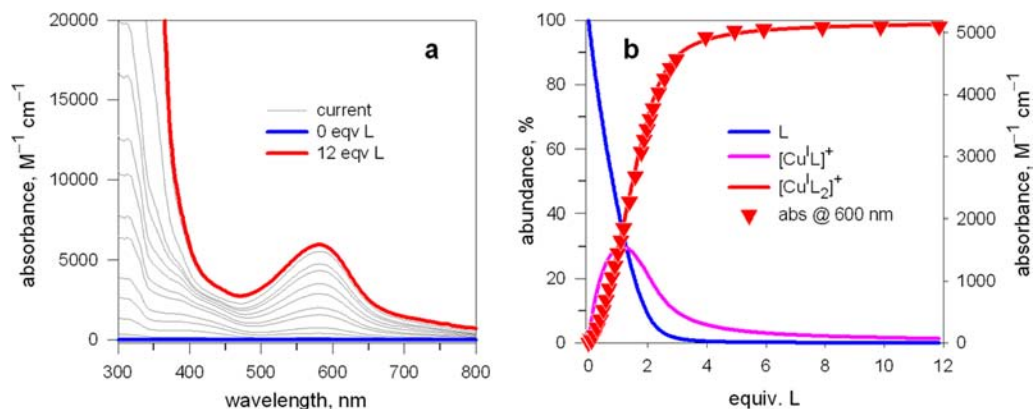 a
absorbance, M⁻¹ cm⁻¹
20000
15000
10000
5000
0
current
0 eqv L
12 eqv L
300 400 500 600 700 800
wavelength, nm
b
abundance, %
100
80
60
40
20
0
L
[CuᴵL]⁺
[CuᴵL₂]⁺
abs @ 600 nm
5000
4000
3000
2000
1000
0
absorbance, M⁻¹ cm⁻¹
0 2 4 6 8 10 12
equiv. L